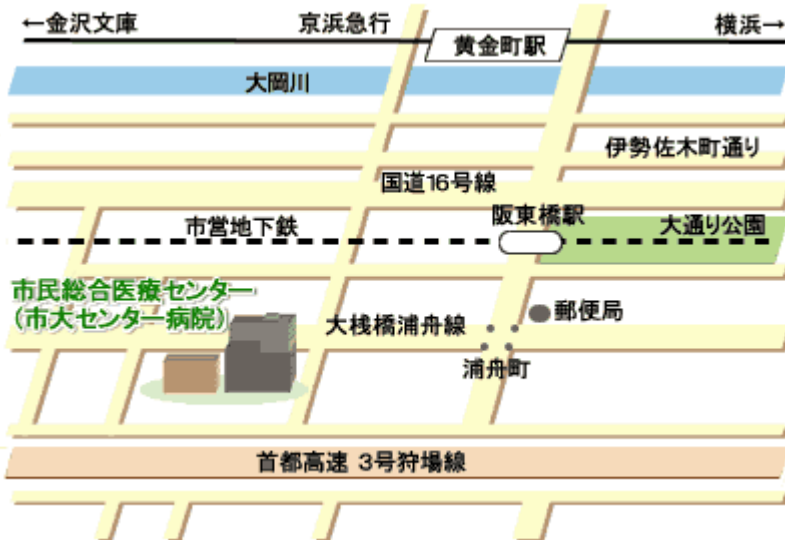 ←金沢文庫
京浜急行
横浜→
黄金町駅
大岡川
伊勢佐木町通り
国道16号線
阪東橋駅
市営地下鉄
大通り公園
市民総合医療センター
(市大センター病院)
大桟橋浦舟線
郵便局
浦舟町
首都高速 3号狩場線